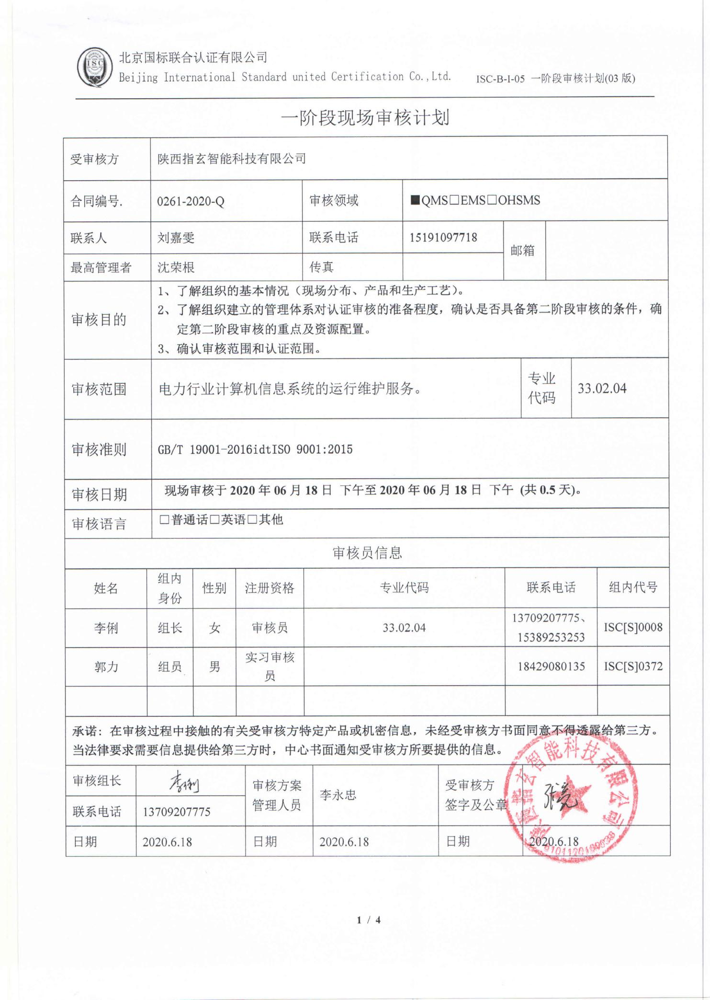 ISC
北京国标联合认证有限公司
Beijing International Standard united Certification Co.,Ltd.
ISC-B-I-05 一阶段审核计划(03 版)
一阶段现场审核计划
受审核方 陕西指玄智能科技有限公司
合同编号. 0261-2020-Q 审核领域 ■QMS□EMS□OHSMS
联系人 刘嘉雯 联系电话 15191097718 邮箱
最高管理者 沈荣根 传真
审核目的
1、了解组织的基本情况（现场分布、产品和生产工艺）。
2、了解组织建立的管理体系对认证审核的准备程度，确认是否具备第二阶段审核的条件，确
定第二阶段审核的重点及资源配置。
3、确认审核范围和认证范围。
审核范围 电力行业计算机信息系统的运行维护服务。 专业
代码 33.02.04
审核准则 GB/T 19001-2016idtISO 9001:2015
审核日期 现场审核于 2020 年 06 月 18 日 下午至 2020 年 06 月 18 日 下午 (共 0.5 天)。
审核语言 □普通话□英语□其他
审核员信息
姓名 组内
身份 性别 注册资格 专业代码 联系电话 组内代号
李俐 组长 女 审核员 33.02.04 13709207775、
15389253253 ISC[S]0008
郭力 组员 男 实习审核
员 18429080135 ISC[S]0372
承诺：在审核过程中接触的有关受审核方特定产品或机密信息，未经受审核方书面同意不得透露给第三方。
当法律要求需要信息提供给第三方时，中心书面通知受审核方所要提供的信息。
审核组长 李俐 审核方案
管理人员 李永忠 受审核方
签字及公章
联系电话 13709207775
日期 2020.6.18 日期 2020.6.18 日期 2020.6.18
陕西指玄智能科技有限公司
1 / 4